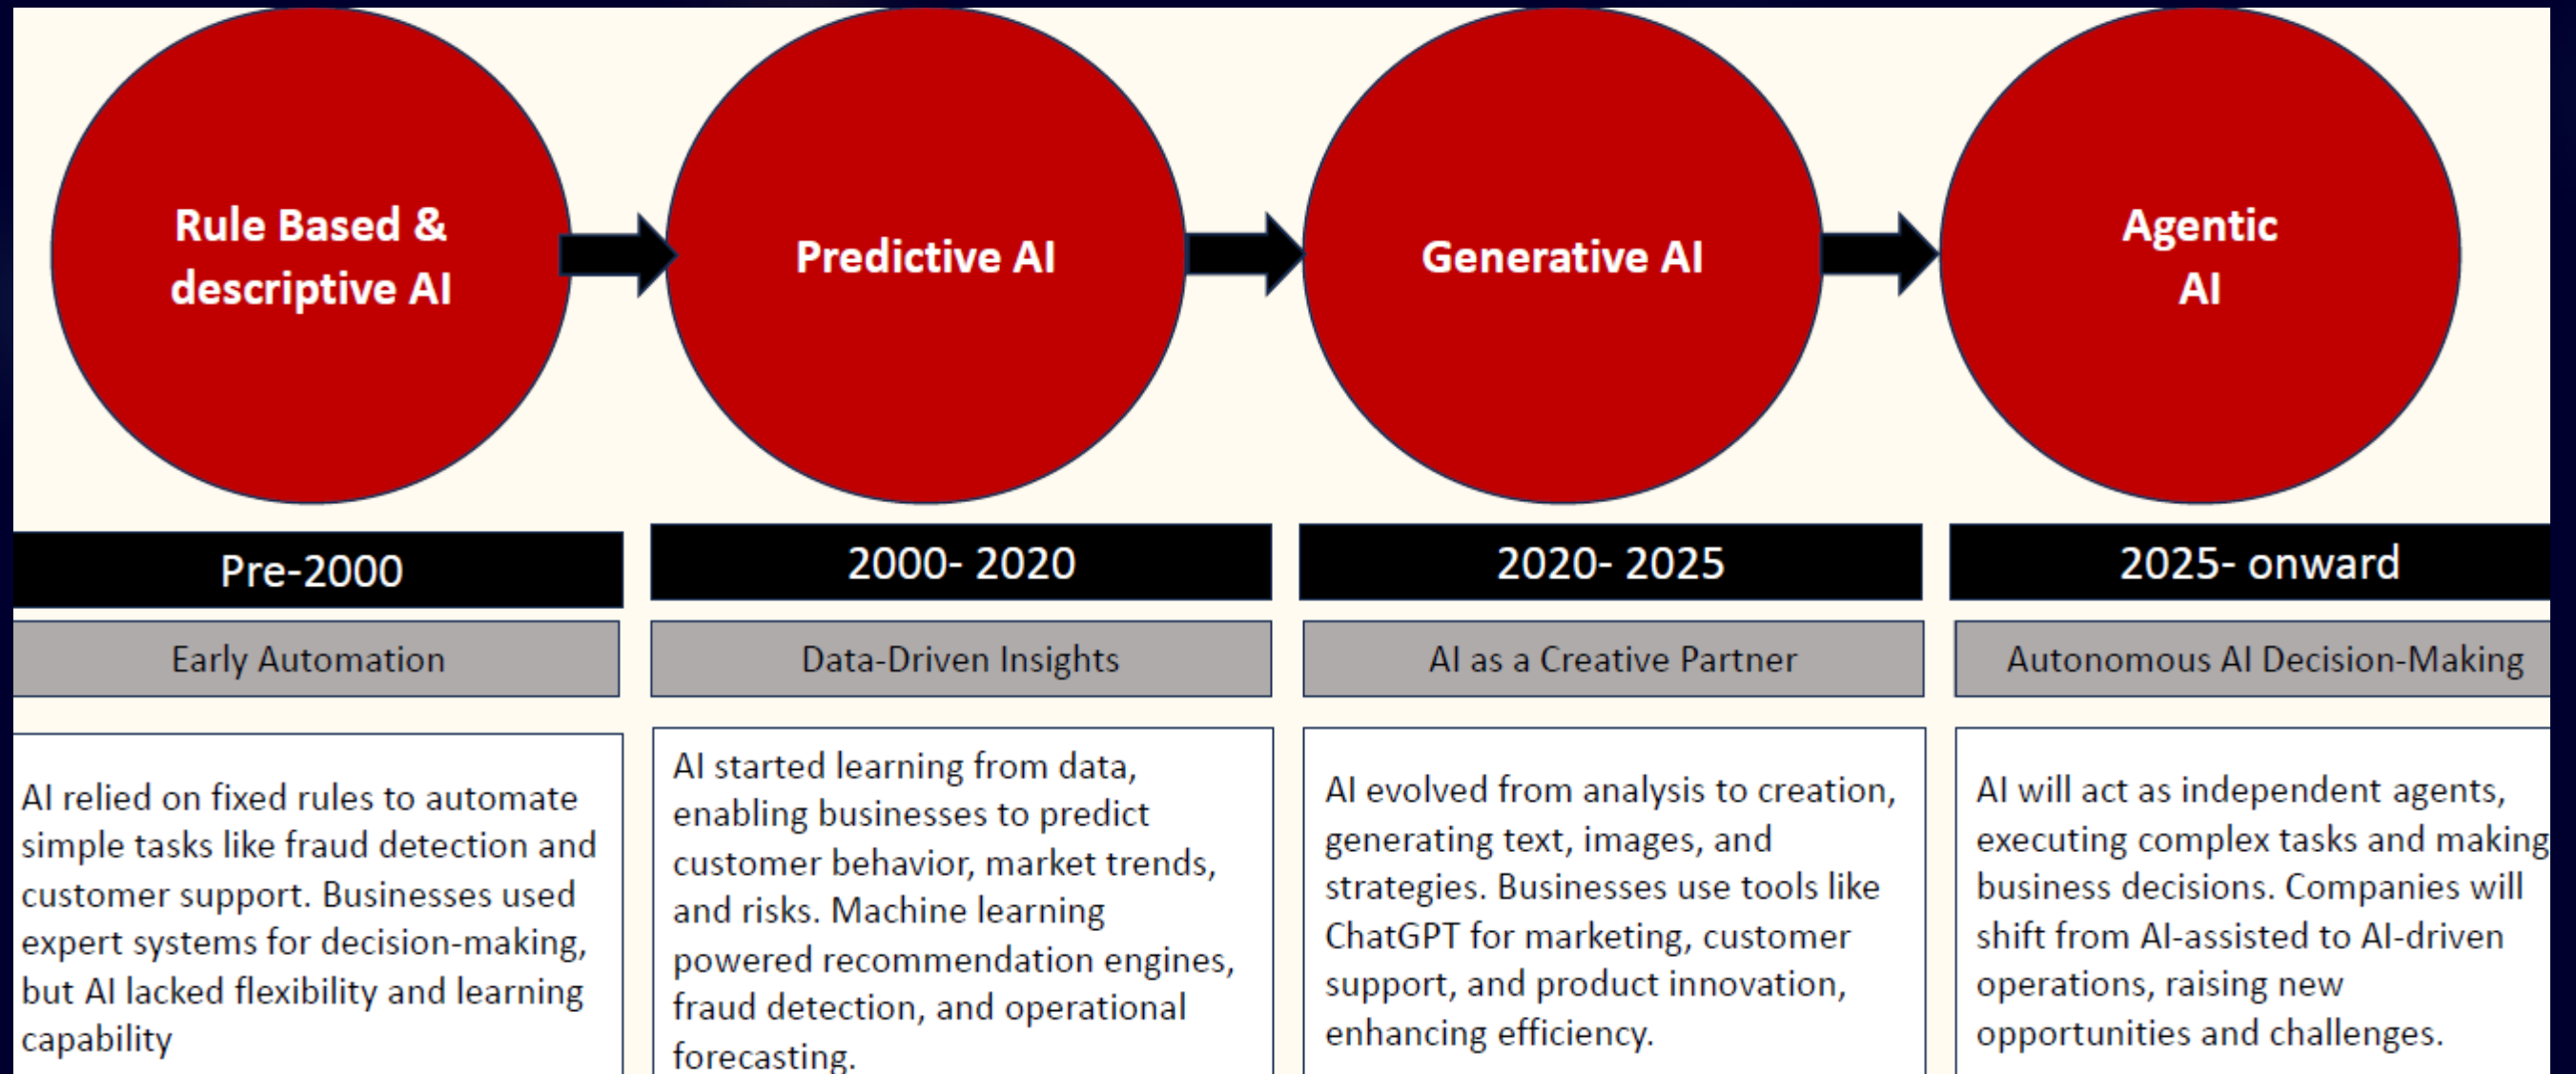 Rule Based &
descriptive AI
Predictive AI
Generative AI
Agentic
AI
Pre-2000
2000- 2020
2020- 2025
2025- onward
Early Automation
Data-Driven Insights
AI as a Creative Partner
Autonomous AI Decision-Making
AI relied on fixed rules to automate
simple tasks like fraud detection and
customer support. Businesses used
expert systems for decision-making,
but AI lacked flexibility and learning
capability
AI started learning from data,
enabling businesses to predict
customer behavior, market trends,
and risks. Machine learning
powered recommendation engines,
fraud detection, and operational
forecasting.
AI evolved from analysis to creation,
generating text, images, and
strategies. Businesses use tools like
ChatGPT for marketing, customer
support, and product innovation,
enhancing efficiency.
AI will act as independent agents,
executing complex tasks and making
business decisions. Companies will
shift from AI-assisted to AI-driven
operations, raising new
opportunities and challenges.